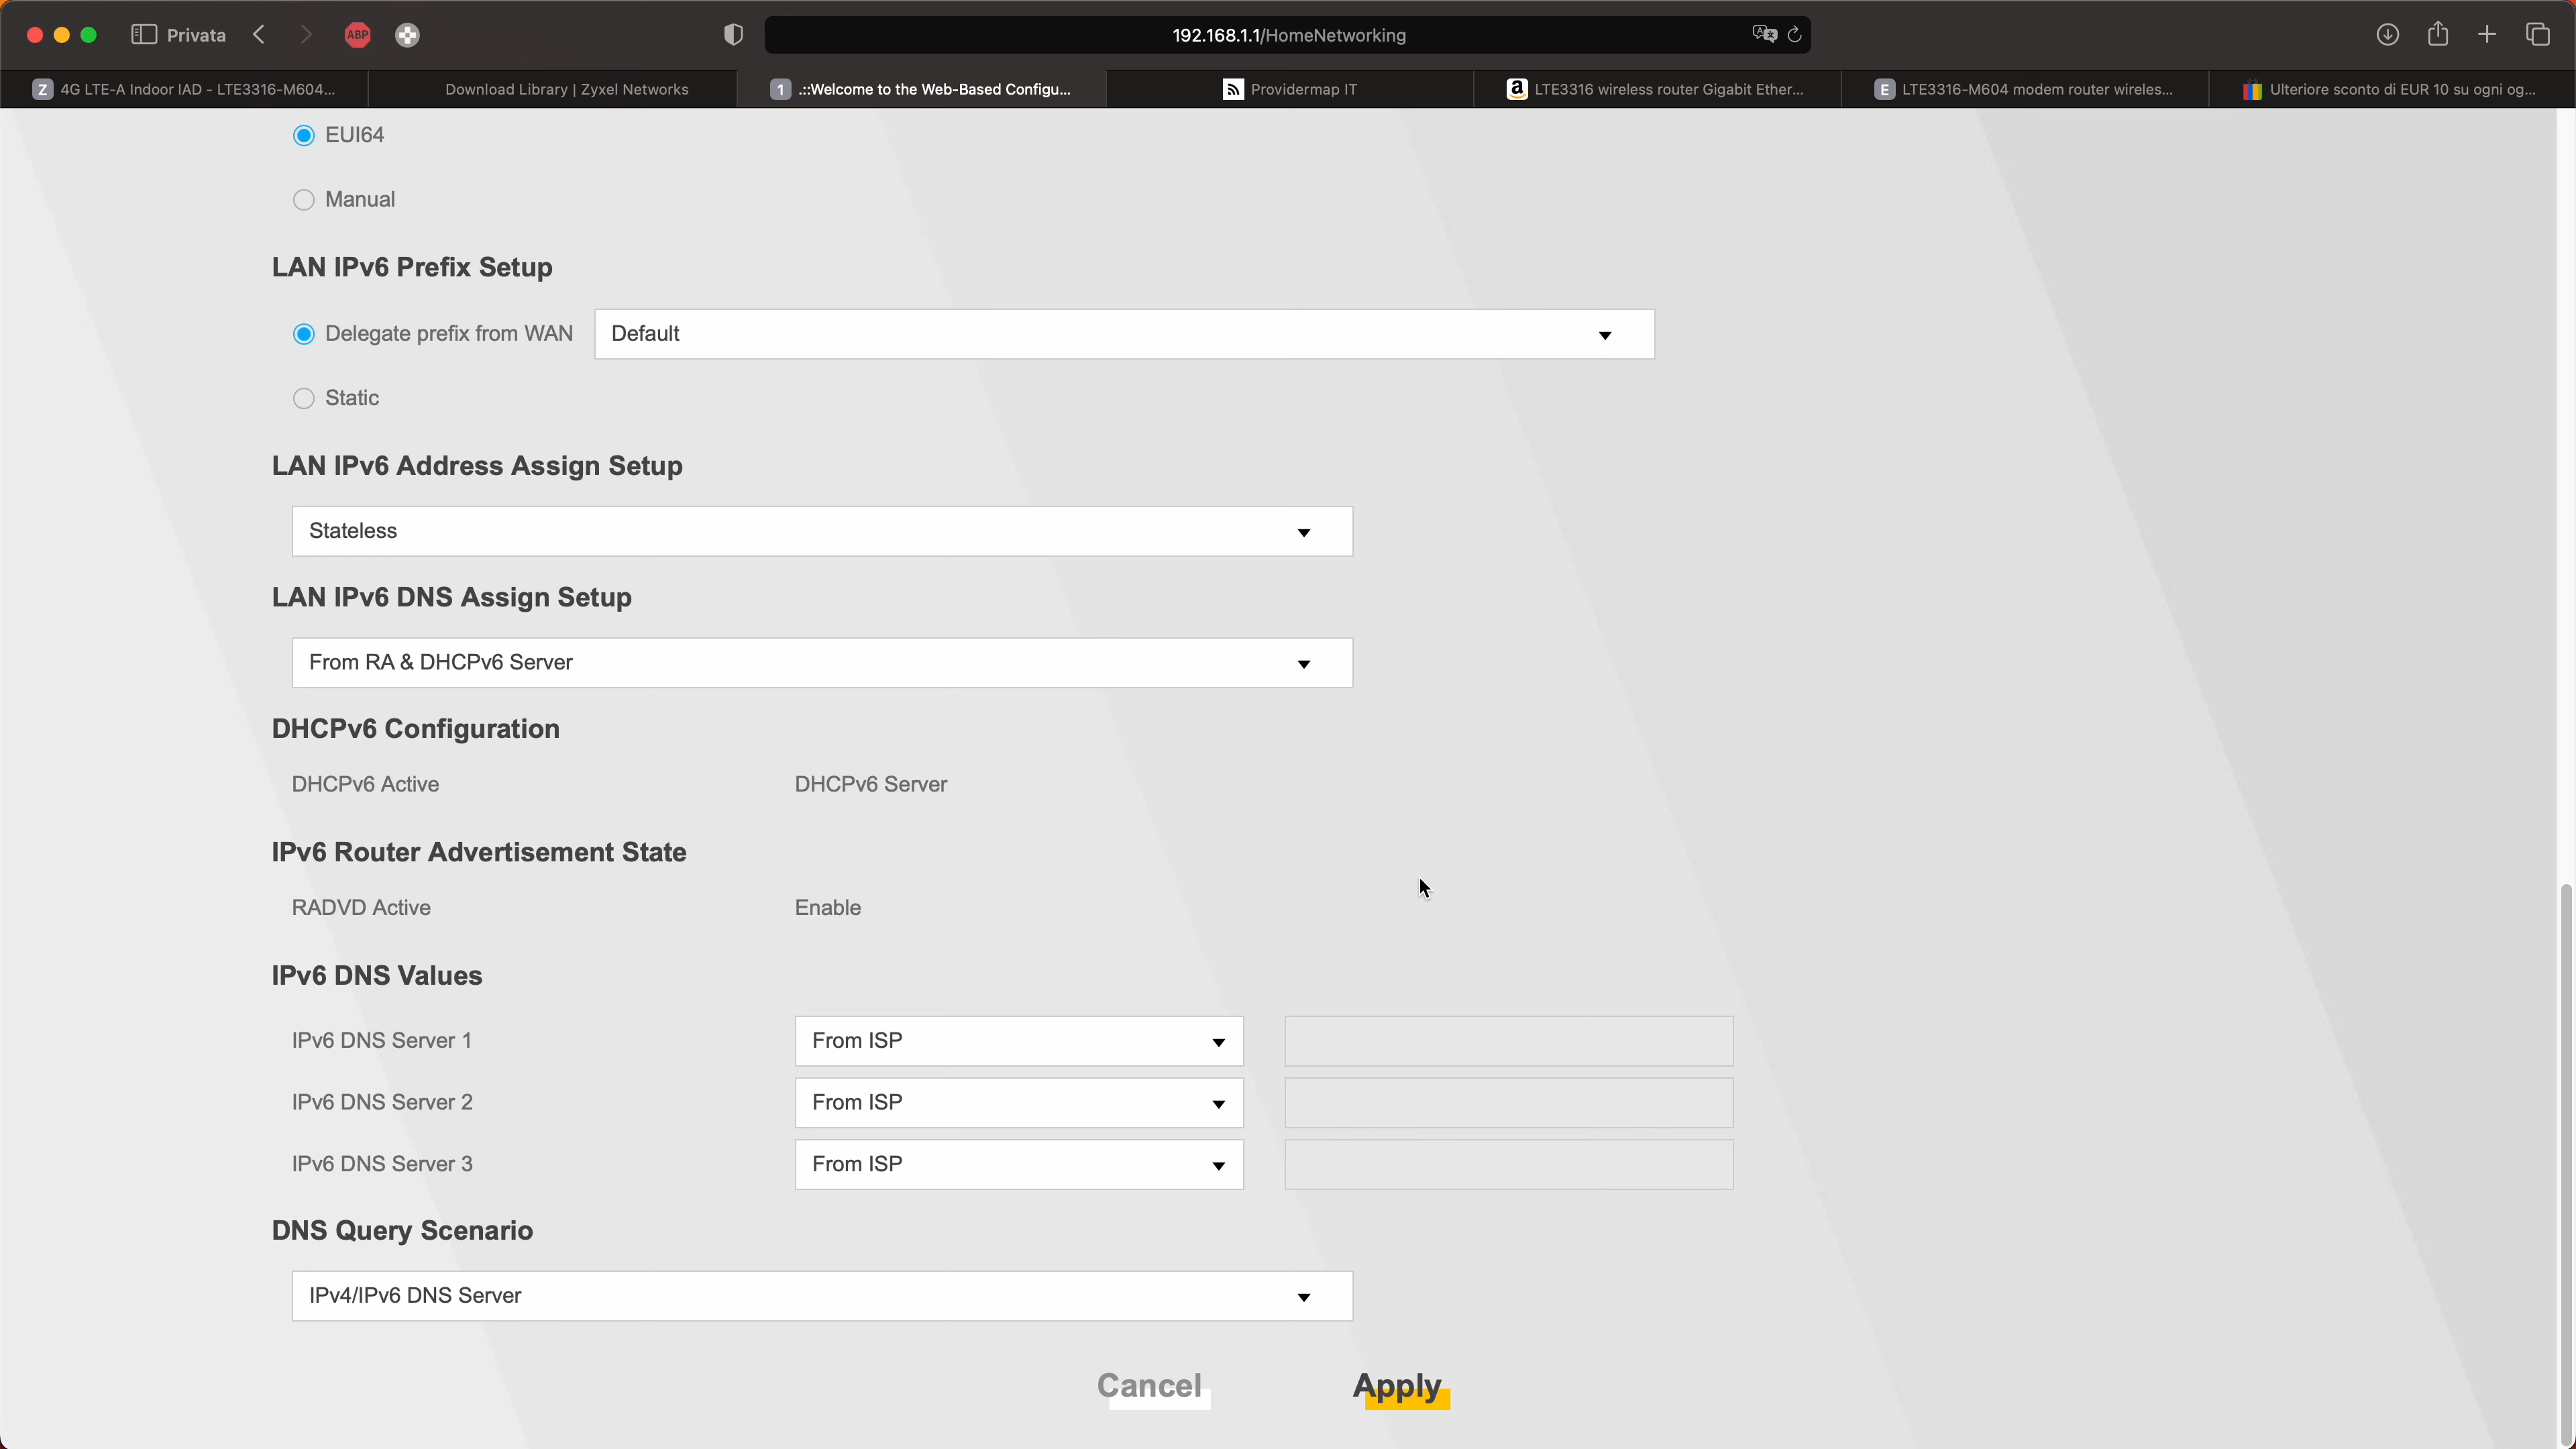 Privata
ABP
192.168.1.1/HomeNetworking
Z 4G LTE-A Indoor IAD - LTE3316-M604...
Download Library | Zyxel Networks
1 .::Welcome to the Web-Based Configu...
Providermap IT
a LTE3316 wireless router Gigabit Ether...
E LTE3316-M604 modem router wireles...
Ulteriore sconto di EUR 10 su ogni og...
EUI64
Manual
LAN IPv6 Prefix Setup
Delegate prefix from WAN Default
Static
LAN IPv6 Address Assign Setup
Stateless
LAN IPv6 DNS Assign Setup
From RA & DHCPv6 Server
DHCPv6 Configuration
DHCPv6 Active DHCPv6 Server
IPv6 Router Advertisement State
RADVD Active Enable
IPv6 DNS Values
IPv6 DNS Server 1 From ISP
IPv6 DNS Server 2 From ISP
IPv6 DNS Server 3 From ISP
DNS Query Scenario
IPv4/IPv6 DNS Server
Cancel Apply